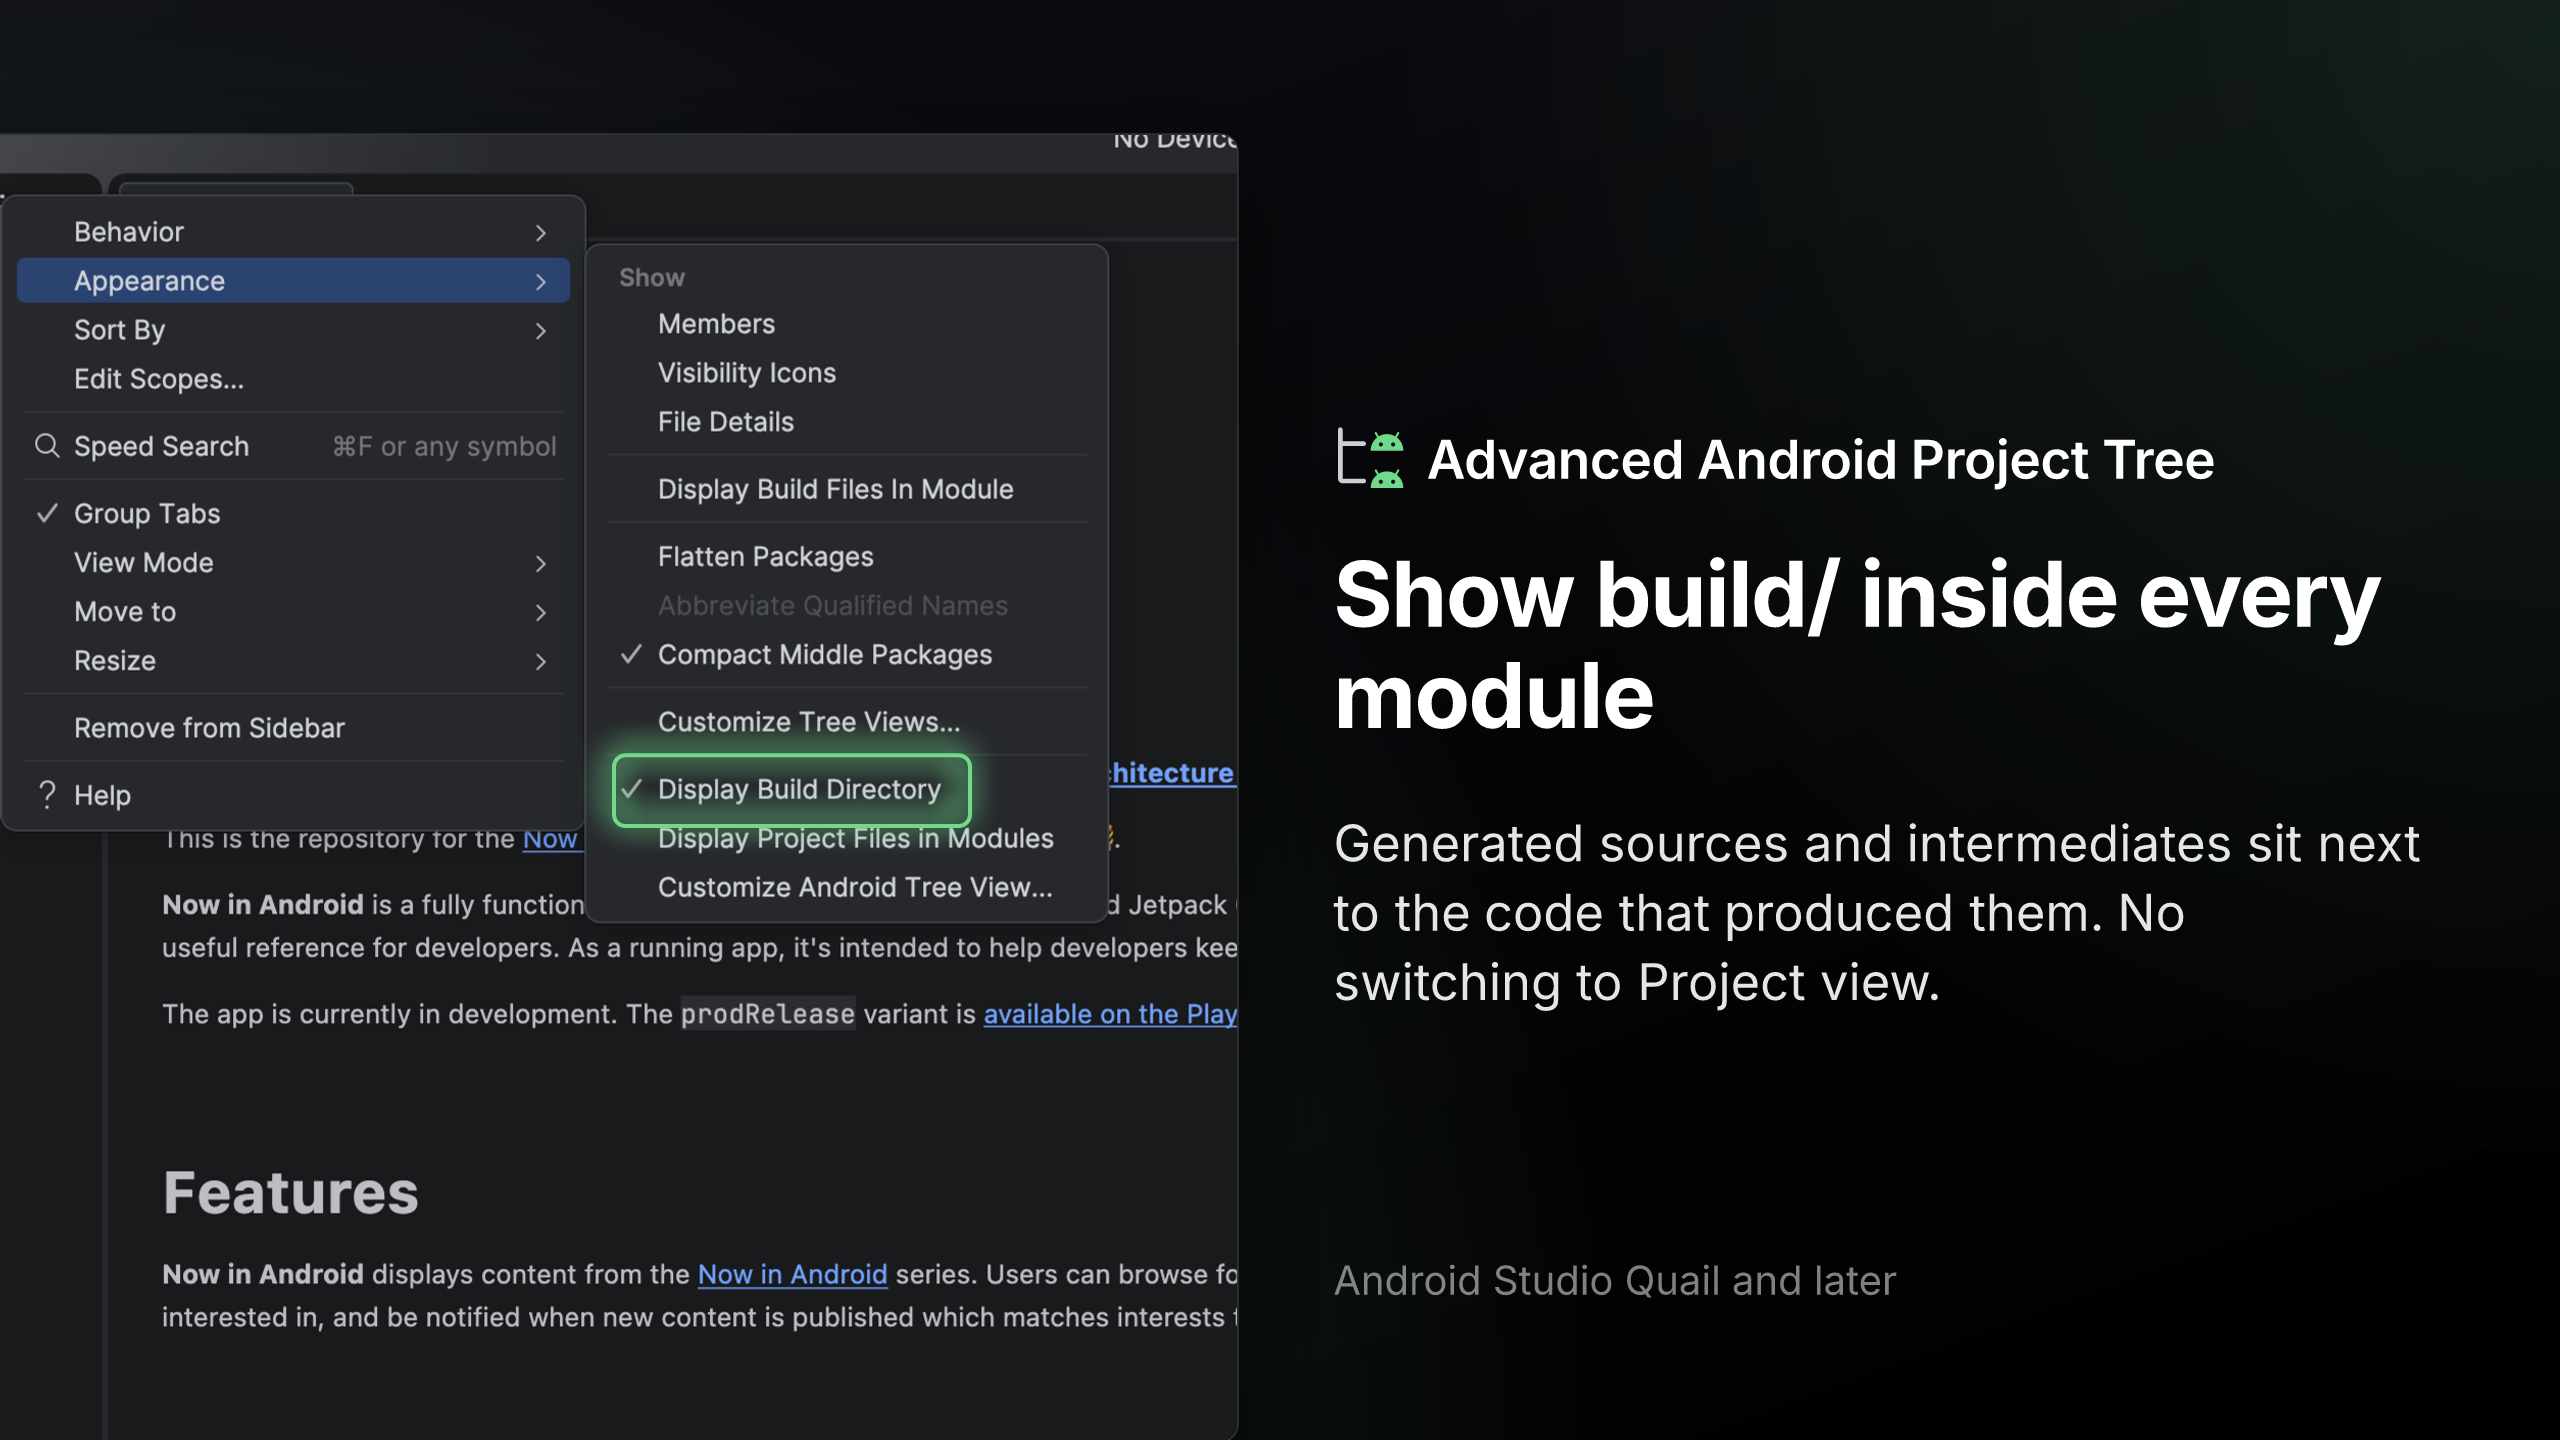 No Device
Behavior
Appearance
Sort By
Edit Scopes...
Speed Search ⌘F or any symbol
Group Tabs
View Mode
Move to
Resize
Remove from Sidebar
? Help
Show
Members
Visibility Icons
File Details
Display Build Files In Module
Flatten Packages
Abbreviate Qualified Names
Compact Middle Packages
Customize Tree Views...
Display Build Directory
Display Project Files in Modules
Customize Android Tree View...
chitecture
This is the repository for the Now
.
Now in Android is a fully function
d Jetpack
useful reference for developers. As a running app, it's intended to help developers kee
The app is currently in development. The prodRelease variant is available on the Play
Features
Now in Android displays content from the Now in Android series. Users can browse fo
interested in, and be notified when new content is published which matches interests t
Advanced Android Project Tree
Show build/ inside every
module
Generated sources and intermediates sit next
to the code that produced them. No
switching to Project view.
Android Studio Quail and later